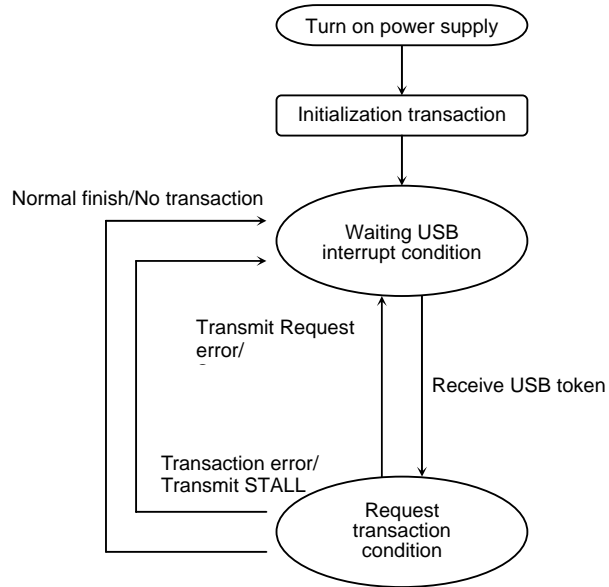 Turn on power supply
Initialization transaction
Normal finish/No transaction
Waiting USB
interrupt condition
Transmit Request
error/
Receive USB token
Transaction error/
Transmit STALL
Request
transaction
condition